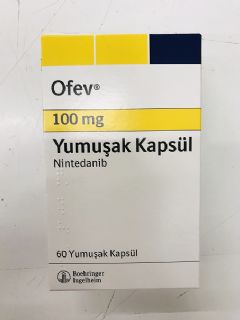 Ofev®
100 mg
Yumuşak Kapsül
Nintedanib
60 Yumuşak Kapsül
Boehringer
Ingelheim